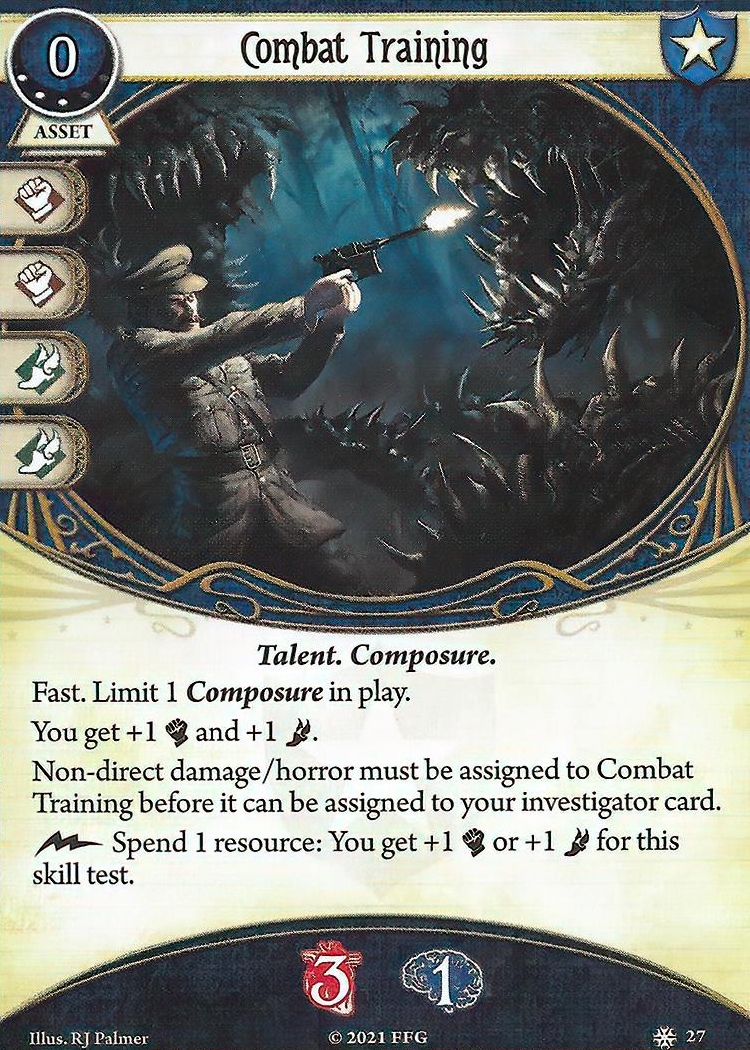 0
Combat Training
ASSET
Talent. Composure.
Fast. Limit 1 Composure in play.
You get +1 and +1 .
Non-direct damage/horror must be assigned to Combat
Training before it can be assigned to your investigator card.
Spend 1 resource: You get +1 or +1 for this
skill test.
3
1
Illus. RJ Palmer
© 2021 FFG
27